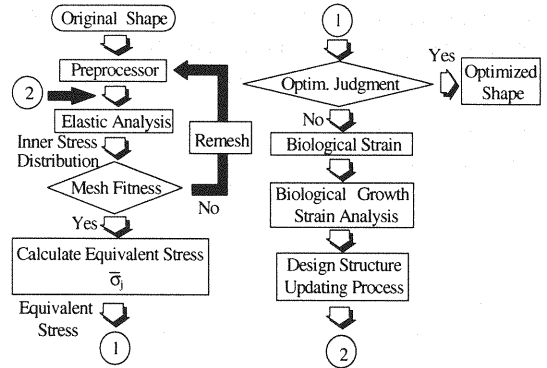 Original Shape
Preprocessor
2
Elastic Analysis
Inner Stress
Distribution
Remesh
Mesh Fitness
No
Yes
Calculate Equivalent Stress
σ̄j
Equivalent
Stress
1
1
Optim. Judgment
Yes
Optimized
Shape
No
Biological Strain
Biological Growth
Strain Analysis
Design Structure
Updating Process
2